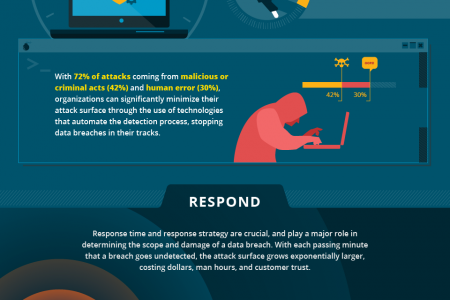 With 72% of attacks coming from malicious or
criminal acts (42%) and human error (30%),
organizations can significantly minimize their
attack surface through the use of technologies
that automate the detection process, stopping
data breaches in their tracks.
42% 30%
RESPOND
Response time and response strategy are crucial, and play a major role in
determining the scope and damage of a data breach. With each passing minute
that a breach goes undetected, the attack surface grows exponentially larger,
costing dollars, man hours, and customer trust.